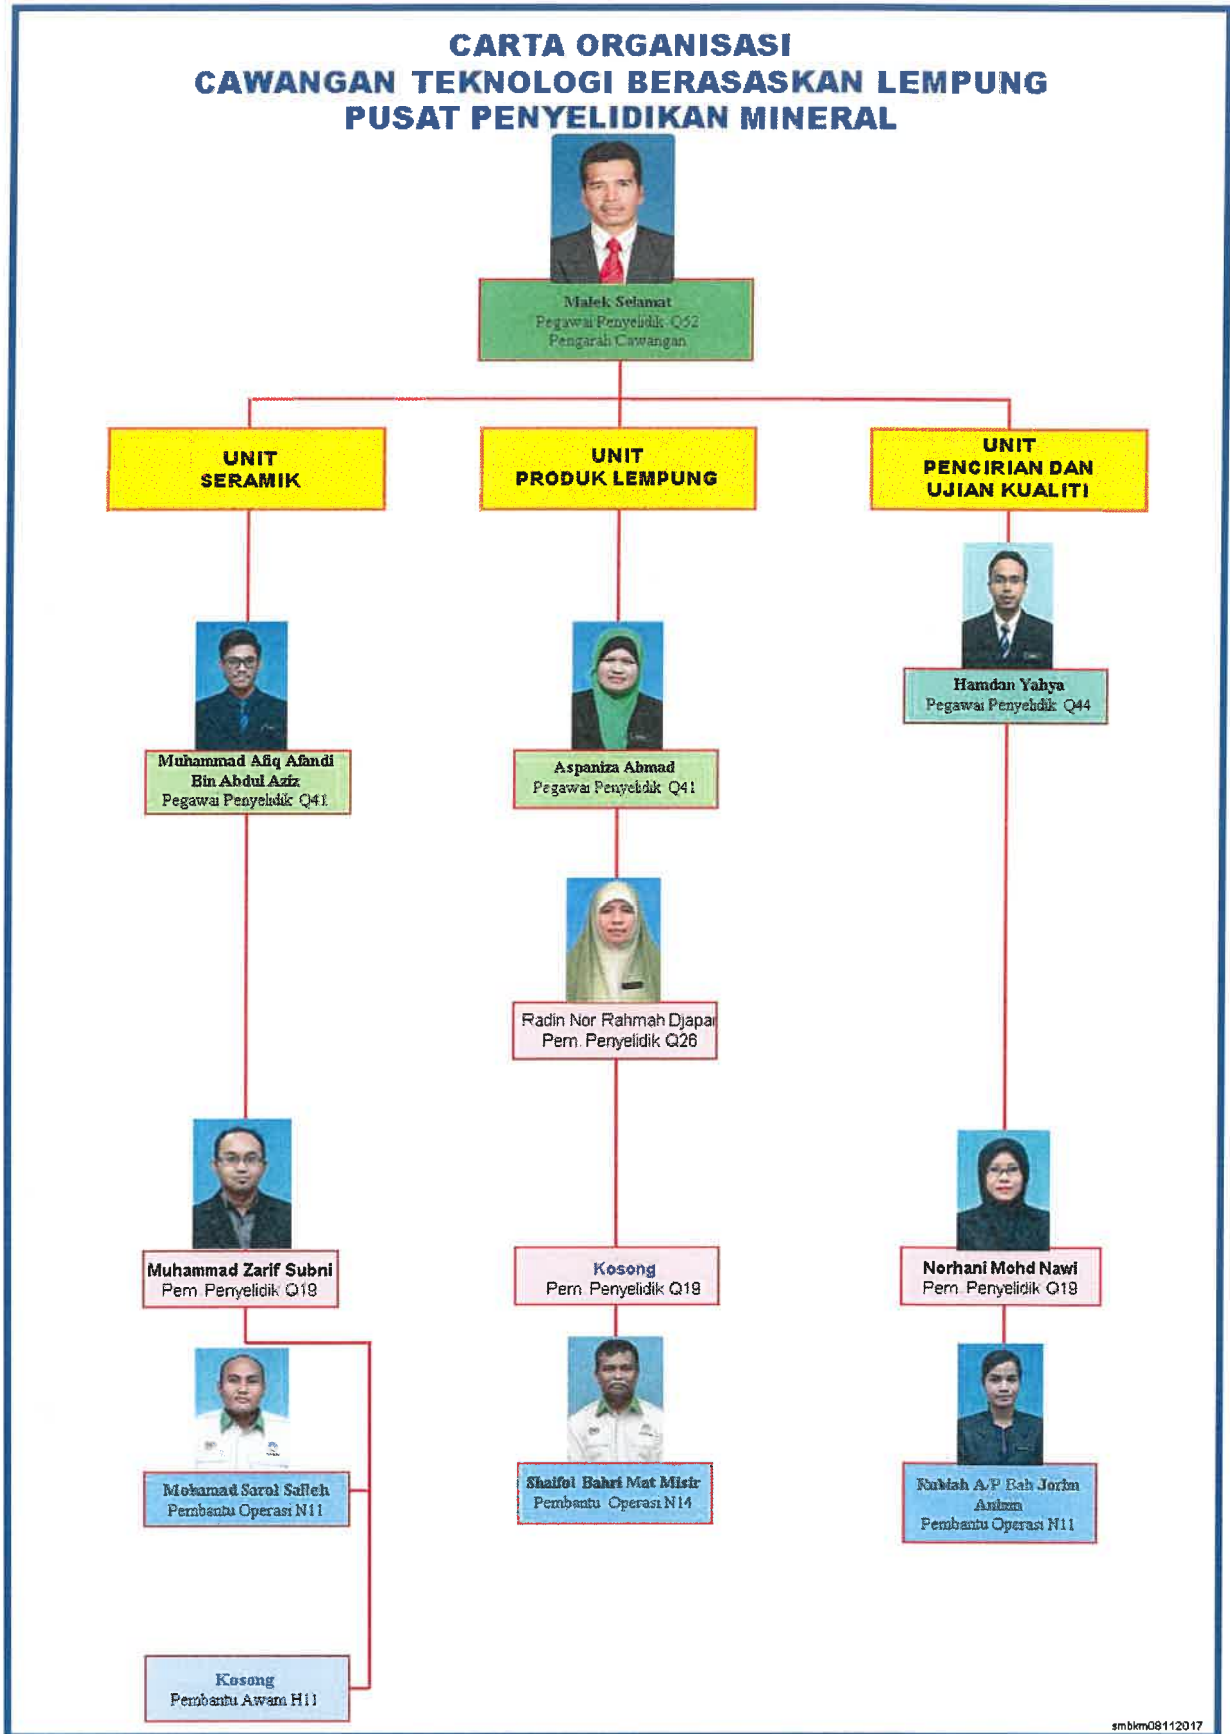 CARTA ORGANISASI
CAWANGAN TEKNOLOGI BERASASKAN LEMPUNG
PUSAT PENYELIDIKAN MINERAL
Malek Selamat
Pegawai Penyelidik Q52
Pengarah Cawangan
UNIT
SERAMIK
UNIT
PRODUK LEMPUNG
UNIT
PENCIRIAN DAN
UJIAN KUALITI
Hamdan Yahya
Pegawai Penyelidik Q44
Muhammad Afiq Afandi
Bin Abdul Aziz
Pegawai Penyelidik Q41
Aspaniza Ahmad
Pegawai Penyelidik Q41
Radin Nor Rahmah Djapar
Pem. Penyelidik Q26
Muhammad Zarif Subni
Pem. Penyelidik Q19
Kosong
Pem. Penyelidik Q19
Norhani Mohd Nawi
Pem. Penyelidik Q19
Mohamad Sarol Salleh
Pembantu Operasi N11
Shaiful Bahri Mat Misir
Pembantu Operasi N14
A/P Bah
Pembantu Operasi N11
Kosong
Pembantu Awam H11
smbkm08112017